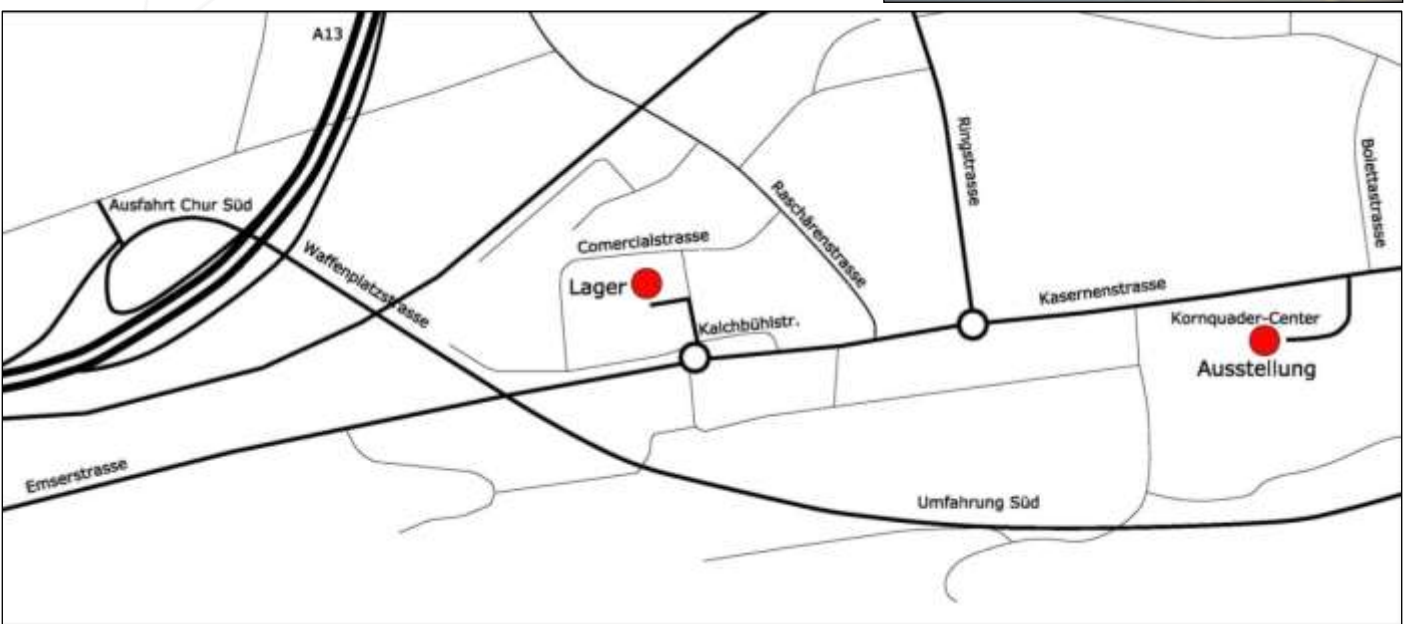 A13
Ausfahrt Chur Süd
Waffenplatzstrasse
Comercialstrasse
Raschärenstrasse
Ringstrasse
Bolettastrasse
Lager
Kalchbühlstr.
Kasernenstrasse
Kornquader-Center
Ausstellung
Emserstrasse
Umfahrung Süd